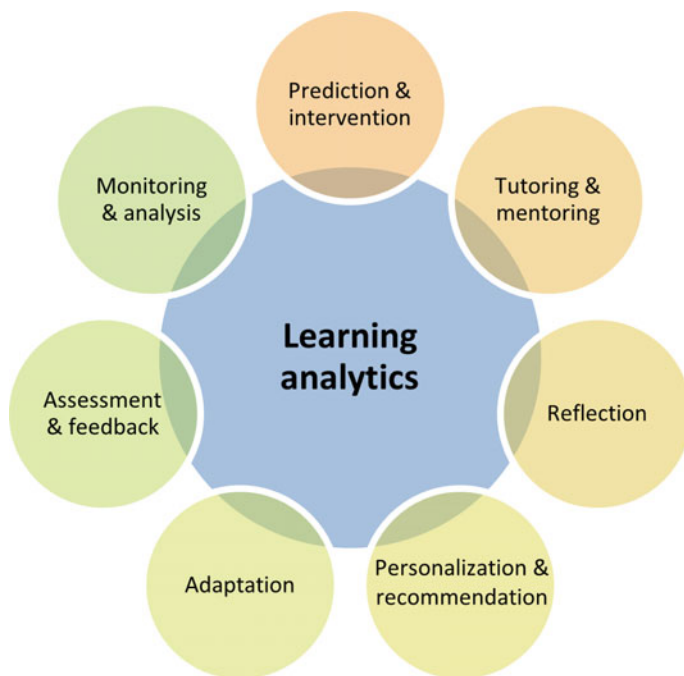 Prediction &
intervention
Tutoring &
mentoring
Reflection
Personalization &
recommendation
Adaptation
Assessment
& feedback
Monitoring
& analysis
Learning
analytics